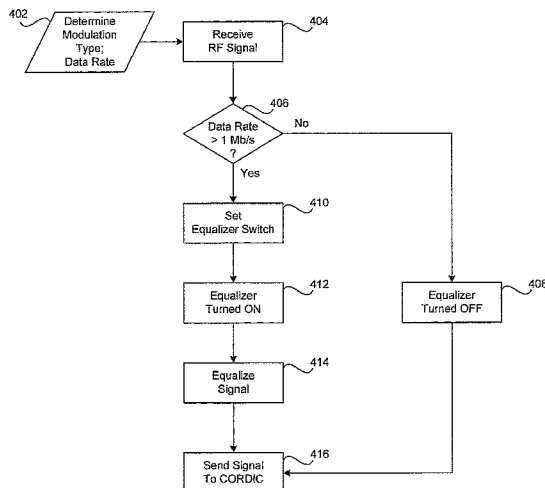 402
Determine
Modulation
Type;
Data Rate
404
Receive
RF Signal
406
Data Rate
> 1 Mb/s
?
No
Yes
410
Set
Equalizer Switch
412
Equalizer
Turned ON
408
Equalizer
Turned OFF
414
Equalize
Signal
416
Send Signal
To CORDIC